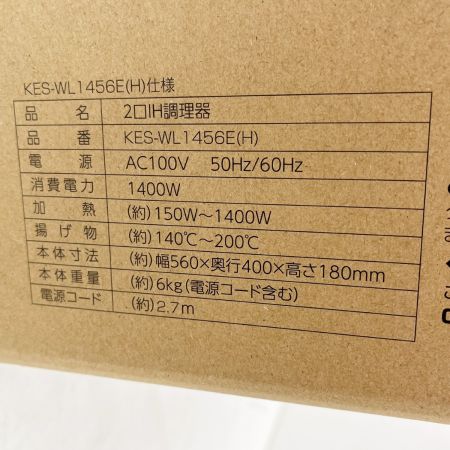 KES-WL1456E(H)仕様
品名 2口IH調理器
品番 KES-WL1456E(H)
電源 AC100V 50Hz/60Hz
消費電力 1400W
加熱 (約)150W～1400W
揚げ物 (約)140℃～200℃
本体寸法 (約)幅560×奥行400×高さ180mm
本体重量 (約)6kg(電源コード含む)
電源コード (約)2.7m